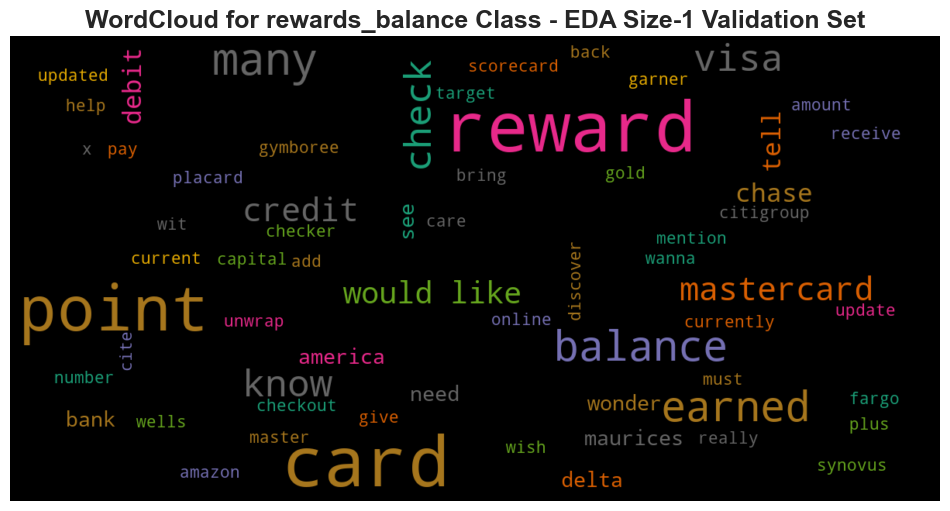 WordCloud for rewards_balance Class - EDA Size-1 Validation Set
many
visa
back
scorecard
updated
debit
check
garner
target
help
reward
amount
tell
receive
x
pay
gymboree
placard
bring
gold
chase
credit
see
care
citigroup
wit
checker
mention
current
capital
add
discover
wanna
would like
mastercard
point
unwrap
online
currently
update
cite
balance
america
number
know
need
must
checkout
give
wonder
earned
fargo
bank
wells
plus
master
card
wish
maurices
really
amazon
delta
synovus